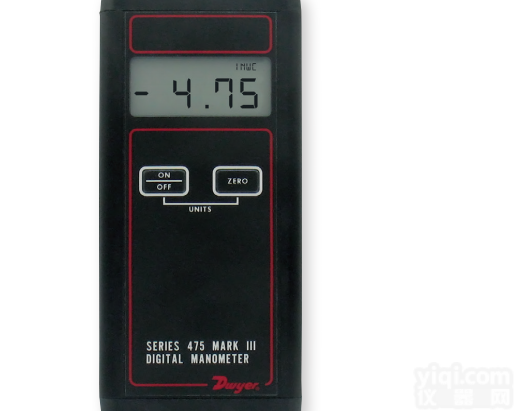 INWC
- 4.75
ON
OFF
ZERO
UNITS
SERIES 475 MARK III
DIGITAL MANOMETER
Dwyer
yiqi.com
仪器网